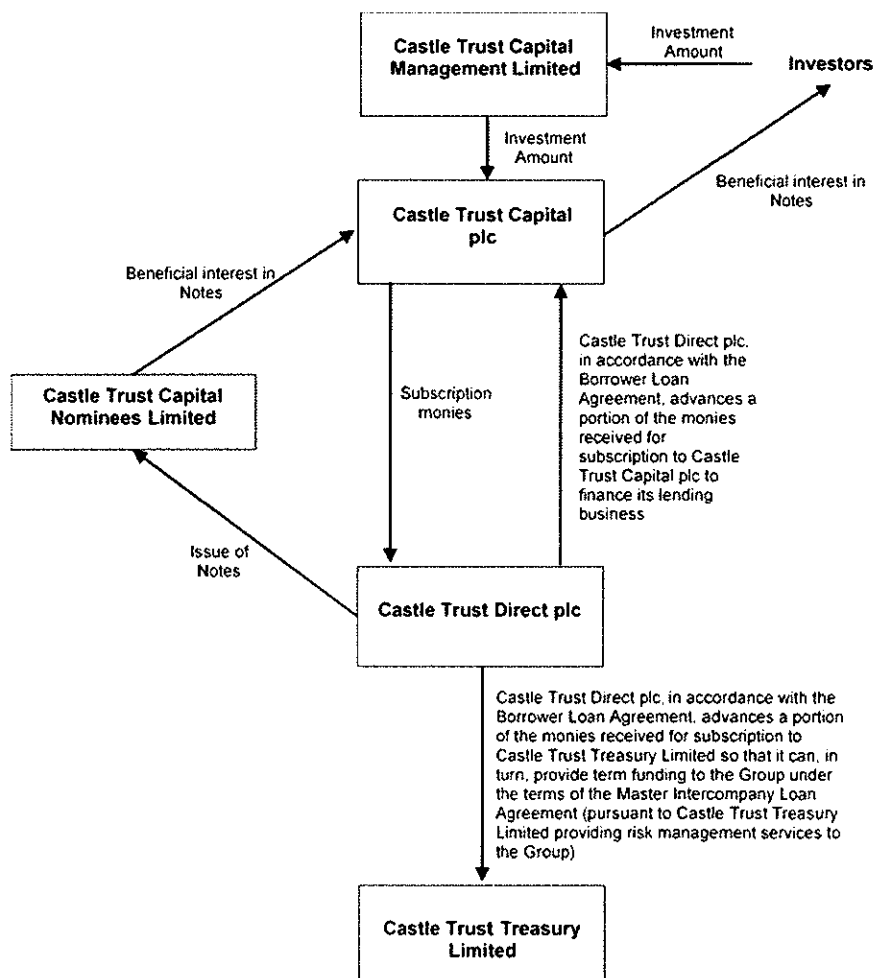 Castle Trust Capital
Management Limited
Investment
Amount
Investors
Investment
Amount
Beneficial interest in
Notes
Castle Trust Capital
plc
Beneficial interest in
Notes
Castle Trust Capital
Nominees Limited
Subscription
monies
Castle Trust Direct plc,
in accordance with the
Borrower Loan
Agreement, advances a
portion of the monies
received for
subscription to Castle
Trust Capital plc to
finance its lending
business
Issue of
Notes
Castle Trust Direct plc
Castle Trust Direct plc, in accordance with the
Borrower Loan Agreement, advances a portion
of the monies received for subscription to
Castle Trust Treasury Limited so that it can, in
turn, provide term funding to the Group under
the terms of the Master Intercompany Loan
Agreement (pursuant to Castle Trust Treasury
Limited providing risk management services to
the Group)
Castle Trust Treasury
Limited